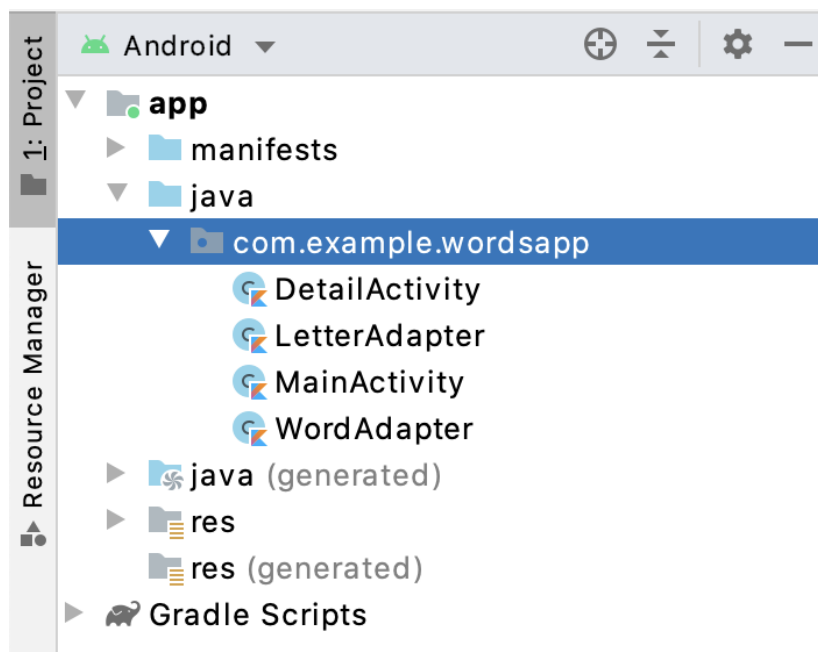 Android
1: Project
Resource Manager
app
manifests
java
com.example.wordsapp
DetailActivity
LetterAdapter
MainActivity
WordAdapter
java (generated)
res
res (generated)
Gradle Scripts